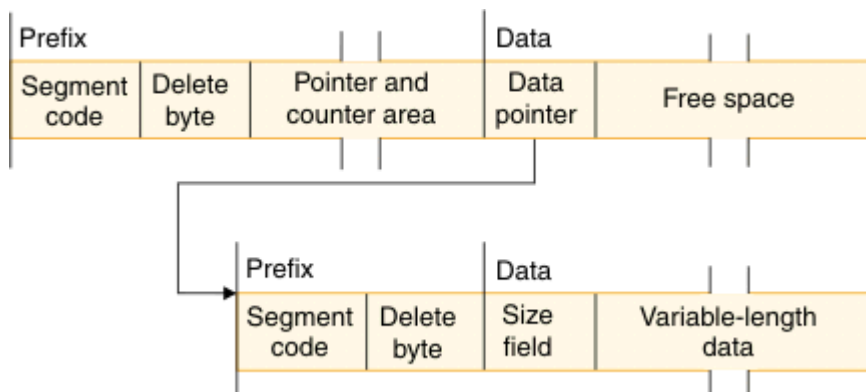 Prefix
Data
Segment
code
Delete
byte
Pointer and
counter area
Data
pointer
Free space
Prefix
Data
Segment
code
Delete
byte
Size
field
Variable-length
data